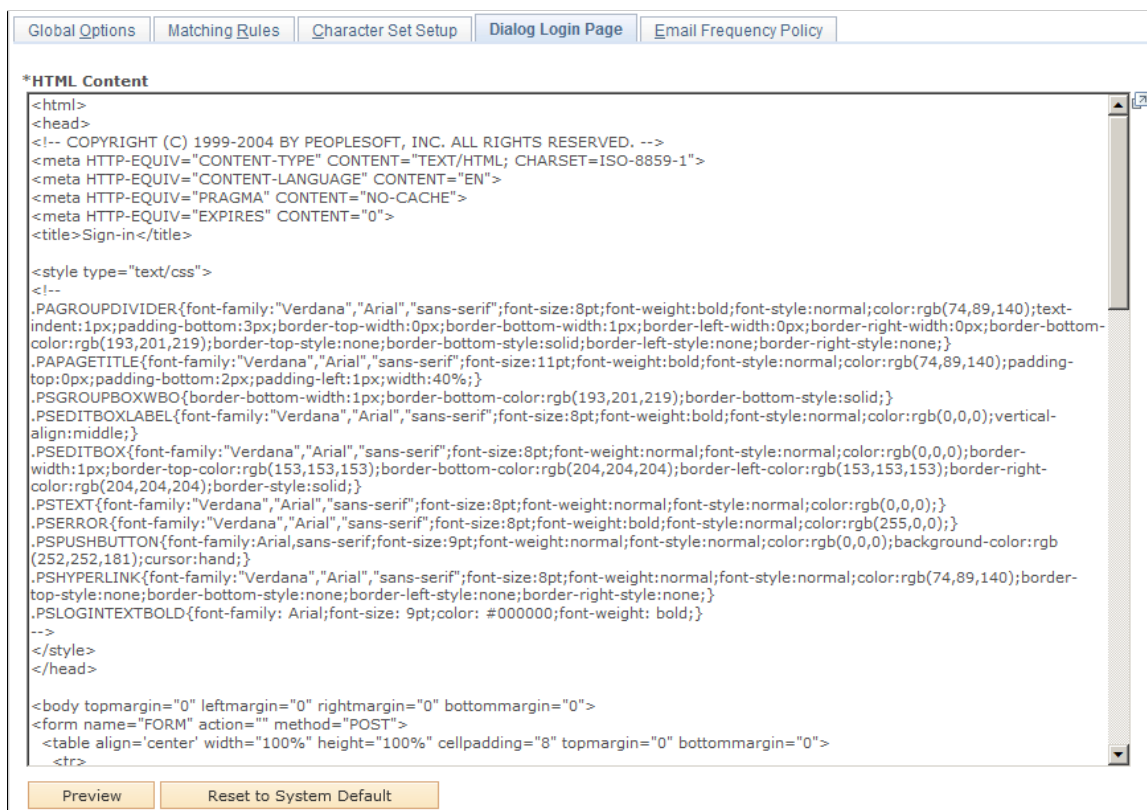 Global Options Matching Rules Character Set Setup Dialog Login Page Email Frequency Policy
*HTML Content
<html>
<head>
<!-- COPYRIGHT (C) 1999-2004 BY PEOPLESOFT, INC. ALL RIGHTS RESERVED. -->
<meta HTTP-EQUIV="CONTENT-TYPE" CONTENT="TEXT/HTML; CHARSET=ISO-8859-1">
<meta HTTP-EQUIV="CONTENT-LANGUAGE" CONTENT="EN">
<meta HTTP-EQUIV="PRAGMA" CONTENT="NO-CACHE">
<meta HTTP-EQUIV="EXPIRES" CONTENT="0">
<title>Sign-in</title>
<style type="text/css">
<!--
.PAGROUPDIVIDER{font-family:"Verdana","Arial","sans-serif";font-size:8pt;font-weight:bold;font-style:normal;color:rgb(74,89,140);text-
indent:1px;padding-bottom:3px;border-top-width:0px;border-bottom-width:1px;border-left-width:0px;border-right-width:0px;border-bottom-
color:rgb(193,201,219);border-top-style:none;border-bottom-style:solid;border-left-style:none;border-right-style:none;}
.PAPAGETITLE{font-family:"Verdana","Arial","sans-serif";font-size:11pt;font-weight:bold;font-style:normal;color:rgb(74,89,140);padding-
top:0px;padding-bottom:2px;padding-left:1px;width:40%;}
.PSGROUPBOXWBO{border-bottom-width:1px;border-bottom-color:rgb(193,201,219);border-bottom-style:solid;}
.PSEDITBOXLABEL{font-family:"Verdana","Arial","sans-serif";font-size:8pt;font-weight:bold;font-style:normal;color:rgb(0,0,0);vertical-
align:middle;}
.PSEDITBOX{font-family:"Verdana","Arial","sans-serif";font-size:8pt;font-weight:normal;font-style:normal;color:rgb(0,0,0);border-
width:1px;border-top-color:rgb(153,153,153);border-bottom-color:rgb(204,204,204);border-left-color:rgb(153,153,153);border-right-
color:rgb(204,204,204);border-style:solid;}
.PSTEXT{font-family:"Verdana","Arial","sans-serif";font-size:8pt;font-weight:normal;font-style:normal;color:rgb(0,0,0);}
.PSERROR{font-family:"Verdana","Arial","sans-serif";font-size:8pt;font-weight:bold;font-style:normal;color:rgb(255,0,0);}
.PSPUSHBUTTON{font-family:Arial,sans-serif;font-size:9pt;font-weight:normal;font-style:normal;color:rgb(0,0,0);background-color:rgb
(252,252,181);cursor:hand;}
.PSHYPERLINK{font-family:"Verdana","Arial","sans-serif";font-size:8pt;font-weight:normal;font-style:normal;color:rgb(74,89,140);border-
top-style:none;border-bottom-style:none;border-left-style:none;border-right-style:none;}
.PSLOGINTEXTBOLD{font-family: Arial;font-size: 9pt;color: #000000;font-weight: bold;}
-->
</style>
</head>
<body topmargin="0" leftmargin="0" rightmargin="0" bottommargin="0">
<form name="FORM" action="" method="POST">
<table align='center' width="100%" height="100%" cellpadding="8" topmargin="0" bottommargin="0">
<tr>
Preview Reset to System Default